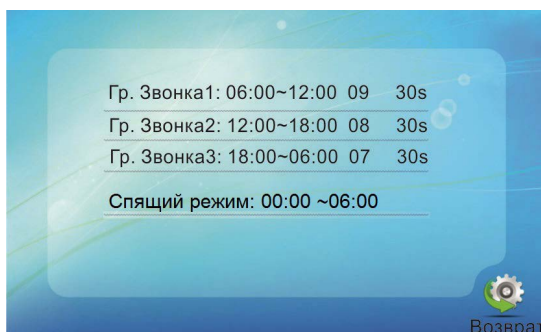 Гр. Звонка1: 06:00~12:00 09 30s
Гр. Звонка2: 12:00~18:00 08 30s
Гр. Звонка3: 18:00~06:00 07 30s
Спящий режим: 00:00 ~06:00
Возврат